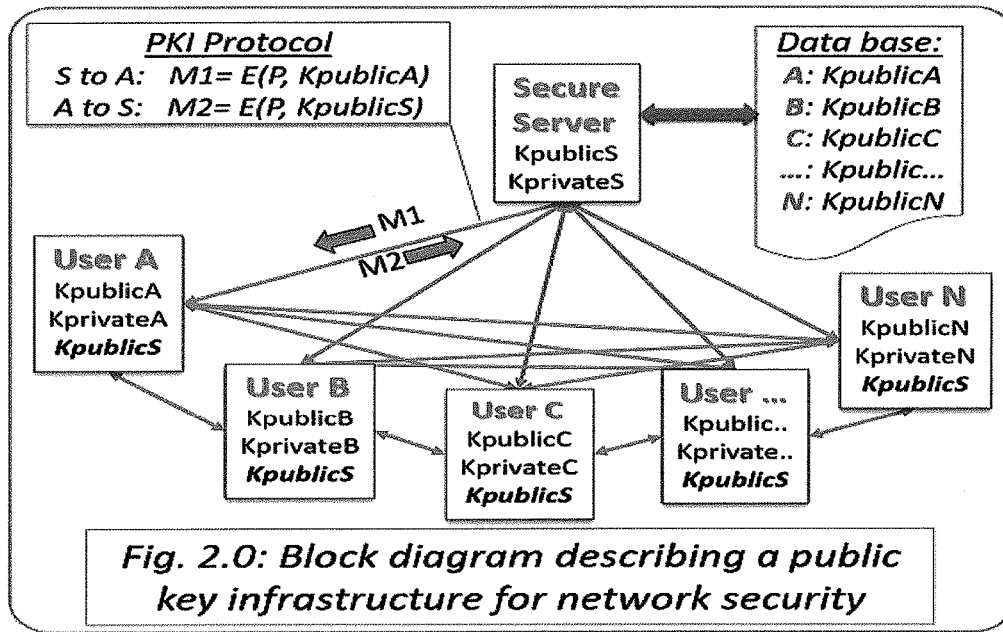 PKI Protocol
S to A: M1= E(P, KpublicA)
A to S: M2= E(P, KpublicS)
Secure
Server
KpublicS
KprivateS
Data base:
A: KpublicA
B: KpublicB
C: KpublicC
...: Kpublic...
N: KpublicN
M1
M2
User A
KpublicA
KprivateA
KpublicS
User B
KpublicB
KprivateB
KpublicS
User C
KpublicC
KprivateC
KpublicS
User ...
Kpublic..
Kprivate..
KpublicS
User N
KpublicN
KprivateN
KpublicS
Fig. 2.0: Block diagram describing a public
key infrastructure for network security